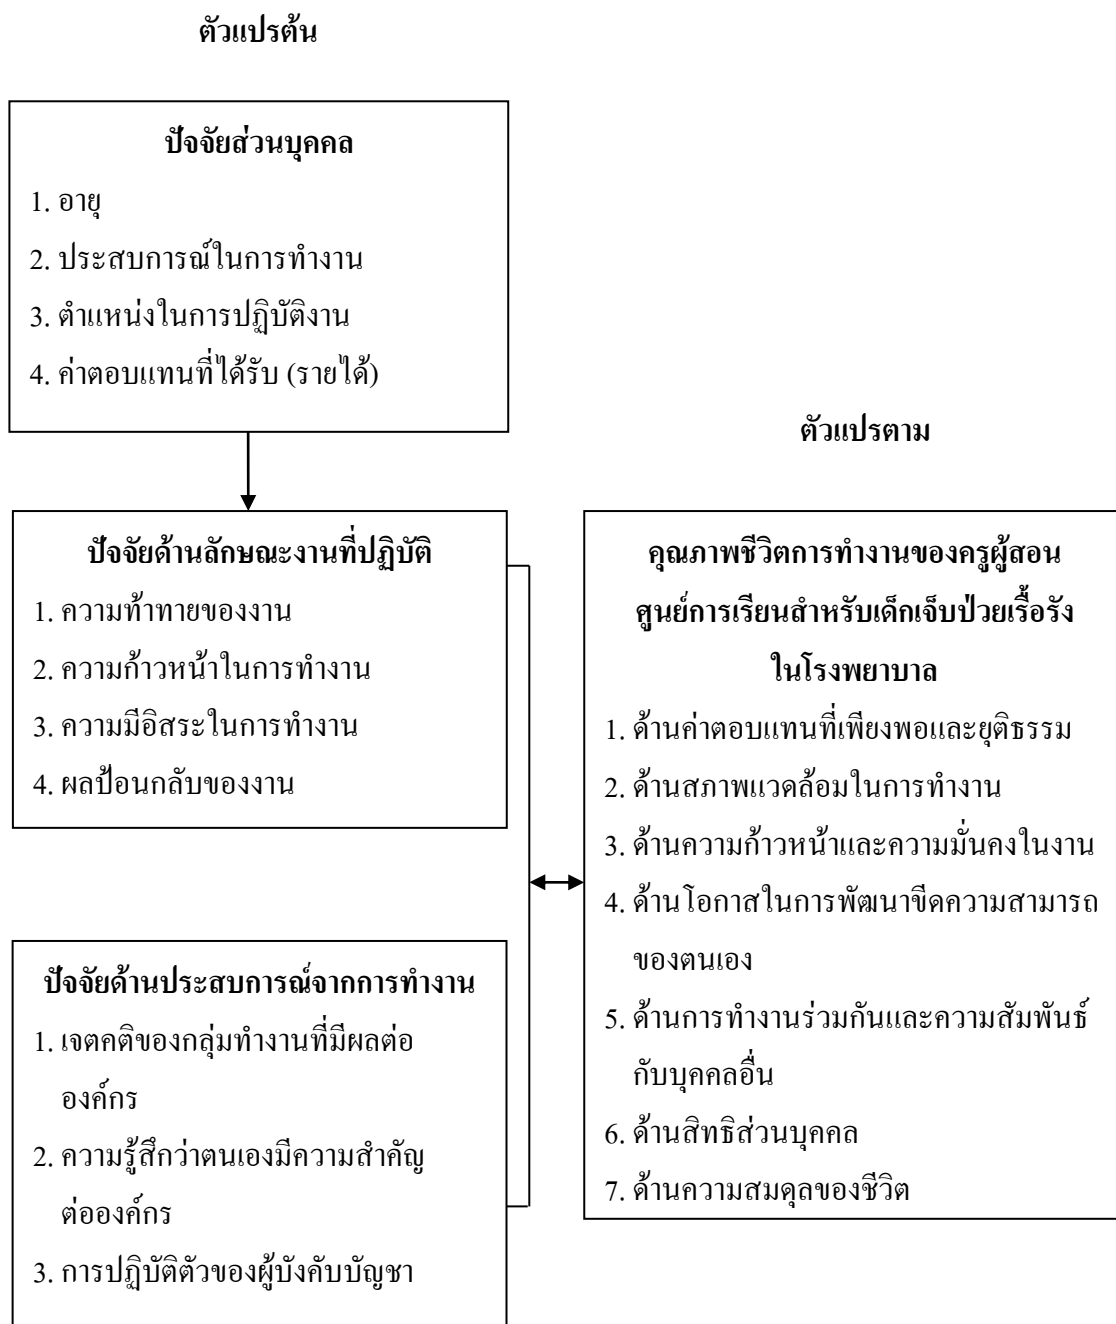 ตัวแปรต้น
ปัจจัยส่วนบุคคล
1. อายุ
2. ประสบการณ์ในการทำงาน
3. ตำแหน่งในการปฏิบัติงาน
4. ค่าตอบแทนที่ได้รับ (รายได้)
ปัจจัยด้านลักษณะงานที่ปฏิบัติ
1. ความท้าทายของงาน
2. ความก้าวหน้าในการทำงาน
3. ความมีอิสระในการทำงาน
4. ผลป้อนกลับของงาน
ปัจจัยด้านประสบการณ์จากการทำงาน
1. เจตคติของกลุ่มทำงานที่มีผลต่อ
องค์กร
2. ความรู้สึกว่าตนเองมีความสำคัญ
ต่อองค์กร
3. การปฏิบัติตัวของผู้บังคับบัญชา
ตัวแปรตาม
คุณภาพชีวิตการทำงานของครูผู้สอน
ศูนย์การเรียนสำหรับเด็กเจ็บป่วยเรื้อรัง
ในโรงพยาบาล
1. ด้านค่าตอบแทนที่เพียงพอและยุติธรรม
2. ด้านสภาพแวดล้อมในการทำงาน
3. ด้านความก้าวหน้าและความมั่นคงในงาน
4. ด้านโอกาสในการพัฒนาขีดความสามารถ
ของตนเอง
5. ด้านการทำงานร่วมกันและความสัมพันธ์
กับบุคคลอื่น
6. ด้านสิทธิส่วนบุคคล
7. ด้านความสมดุลของชีวิต